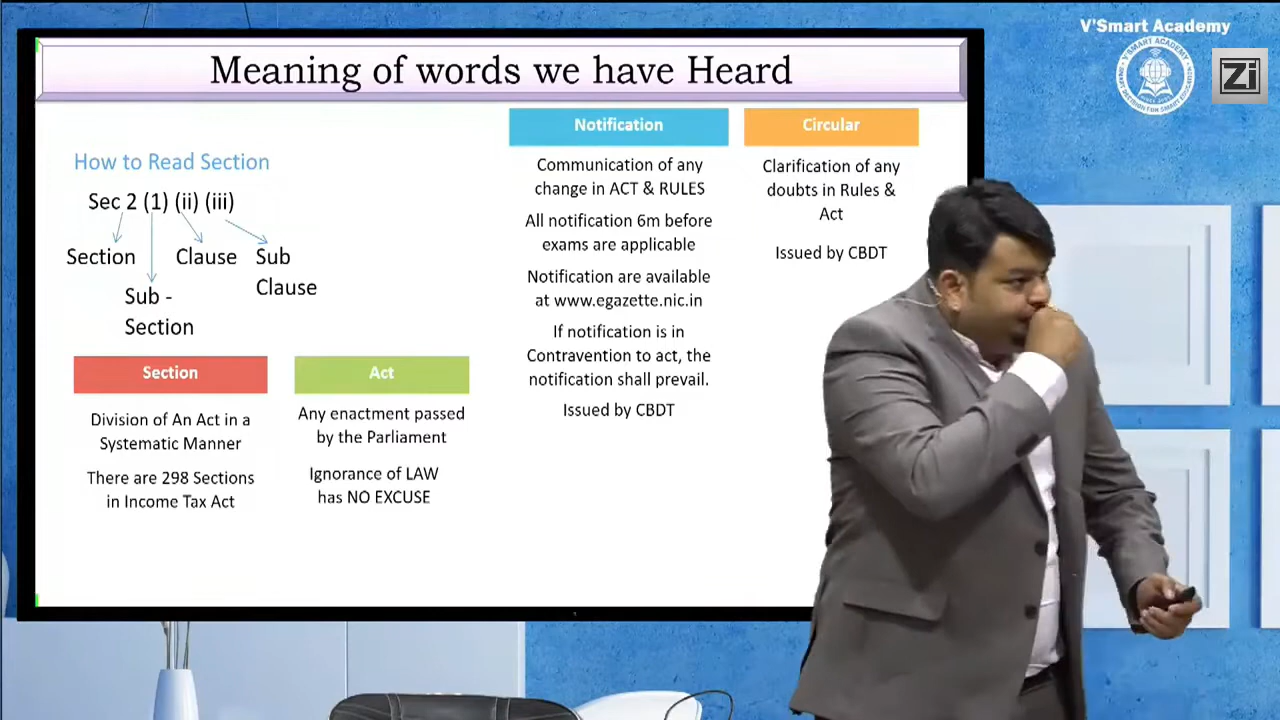 V'Smart Academy
Zi
Meaning of words we have Heard
How to Read Section
Sec 2 (1) (ii) (iii)
Section
Clause
Sub
Clause
Sub -
Section
Section
Division of An Act in a
Systematic Manner
There are 298 Sections
in Income Tax Act
Act
Any enactment passed
by the Parliament
Ignorance of LAW
has NO EXCUSE
Notification
Communication of any
change in ACT & RULES
All notification 6m before
exams are applicable
Notification are available
at www.egazette.nic.in
If notification is in
Contravention to act, the
notification shall prevail.
Issued by CBDT
Circular
Clarification of any
doubts in Rules &
Act
Issued by CBDT